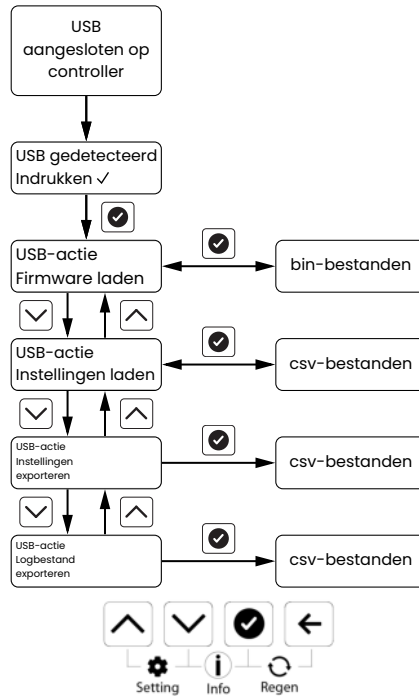 USB
aangesloten op
controller
USB gedetecteerd
Indrukken ✓
USB-actie
Firmware laden
bin-bestanden
USB-actie
Instellingen laden
csv-bestanden
USB-actie
Instellingen
exporteren
csv-bestanden
USB-actie
Logbestand
exporteren
csv-bestanden
Setting Info Regen